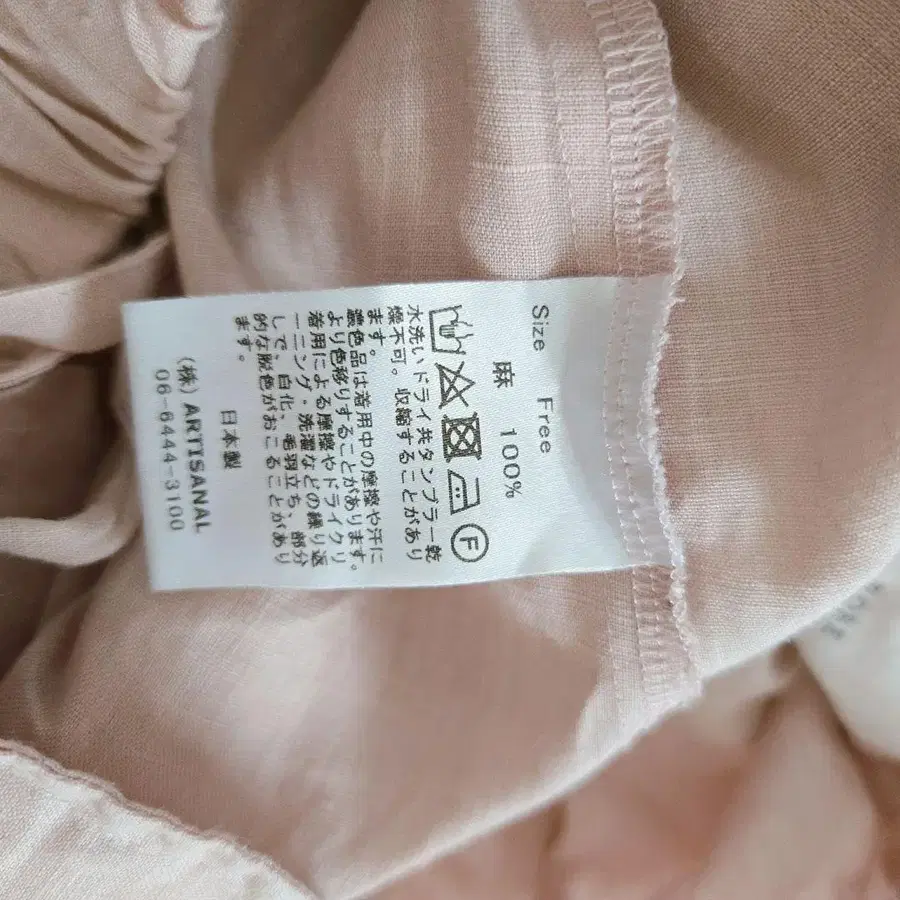 Size Free
麻 100%
F
水洗いドライ共タンブラー乾
燥不可。収縮することがあり
ます。
濃色品は着用中の摩擦や汗に
より色移りすることがあります。
着用による摩擦やドライクリ
ーニング・洗濯などの繰り返
しで、白化、毛羽立ち、部分
的な脱色がおこることがあり
ます。
日本製
(株) ARTISANAL
06-6444-3100